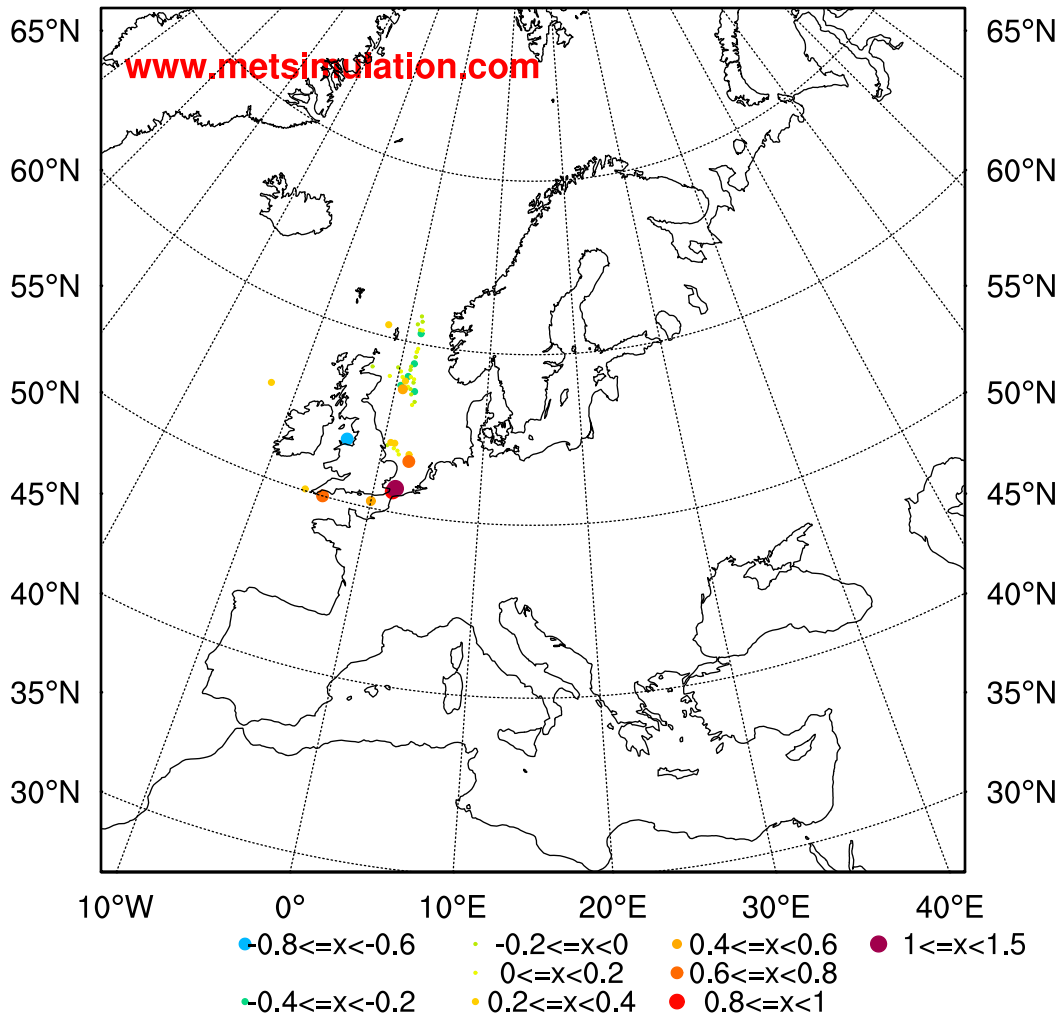 65°N 65°N
www.metsimulation.com
60°N 60°N
55°N 55°N
50°N 50°N
45°N 45°N
40°N 40°N
35°N 35°N
30°N 30°N
10°W 0° 10°E 20°E 30°E 40°E
-0.8<=x<-0.6 -0.2<=x<0 0.4<=x<0.6 1<=x<1.5
0<=x<0.2 0.6<=x<0.8
-0.4<=x<-0.2 0.2<=x<0.4 0.8<=x<1